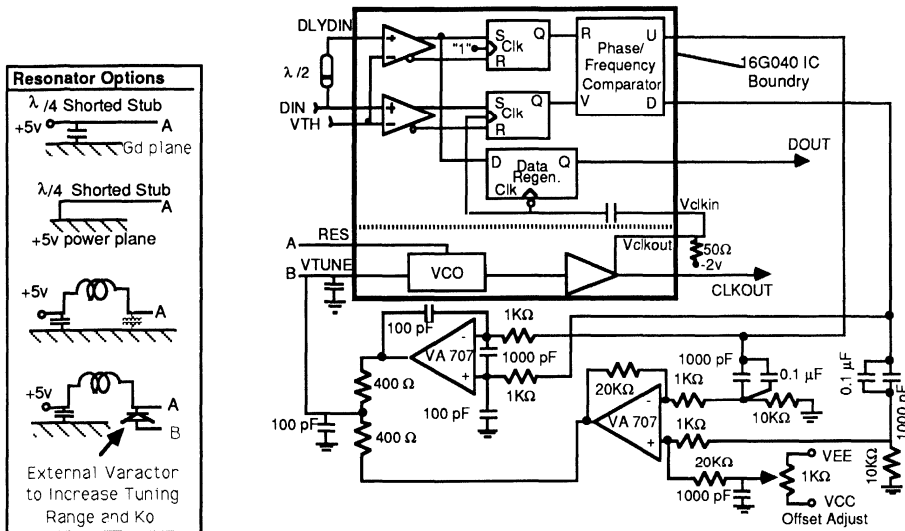 Resonator Options
λ/4 Shorted Stub
+5v
A
Gd plane
λ/4 Shorted Stub
A
+5v power plane
+5v
A
+5v
A
B
External Varactor
to Increase Tuning
Range and Ko
DLYDIN
λ/2
DIN
VTH
"1"
S
Clk
R
Q
S
Clk
R
Q
R
U
Phase/
Frequency
Comparator
V
D
16G040 IC
Boundry
D
Data
Regen.
Q
Clk
DOUT
Vclkin
Vclkout
50Ω
-2v
A
RES
B
VTUNE
VCO
CLKOUT
100 pF
1KΩ
VA 707
-
+
1000 pF
1KΩ
400 Ω
400 Ω
100 pF
100 pF
20KΩ
VA 707
-
+
1KΩ
1000 pF
0.1 µF
10KΩ
1KΩ
0.1 µF
1000 pF
10KΩ
20KΩ
1000 pF
VEE
1KΩ
VCC
Offset Adjust